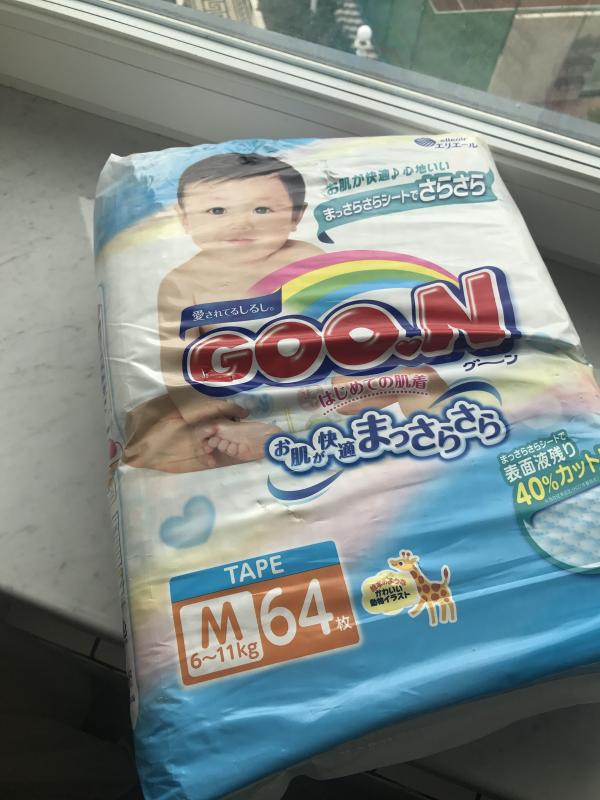 elleair
エリエール
お肌が快適♪心地いい
まっさらさらシートでさらさら
愛されてるしるし。
GOO.N
グ〜ン
はじめての肌着
お肌が快適まっさらさら
まっさらさらシートで
表面液残り
40%カット
TAPE
M
6〜11kg
64枚
かわいい
動物イラスト